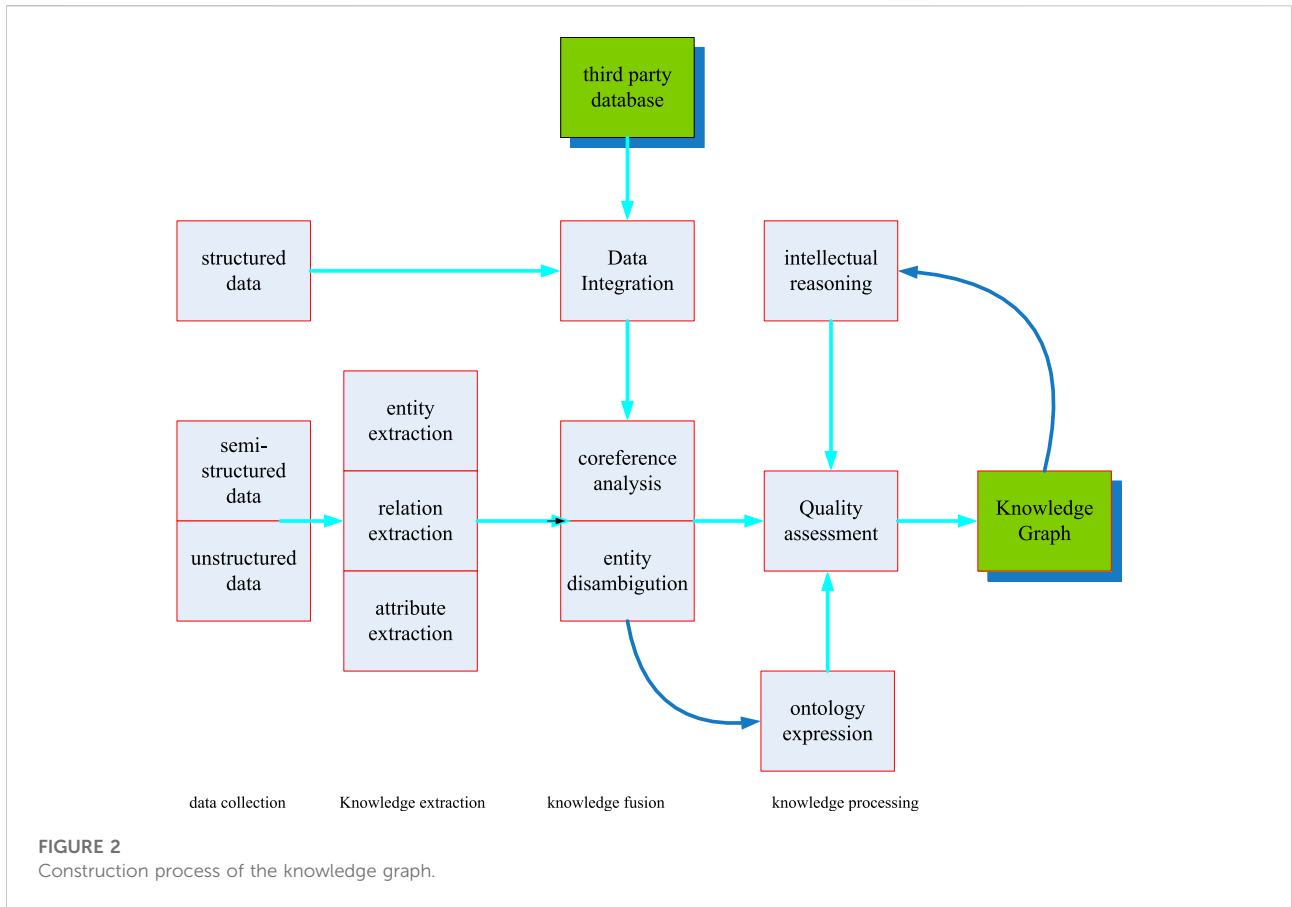 third party
database
structured
data
Data
Integration
intellectual
reasoning
entity
extraction
semi-
structured
data
coreference
analysis
relation
extraction
Quality
assessment
Knowledge
Graph
unstructured
data
entity
disambigution
attribute
extraction
ontology
expression
data collection
Knowledge extraction
knowledge fusion
knowledge processing
FIGURE 2
Construction process of the knowledge graph.